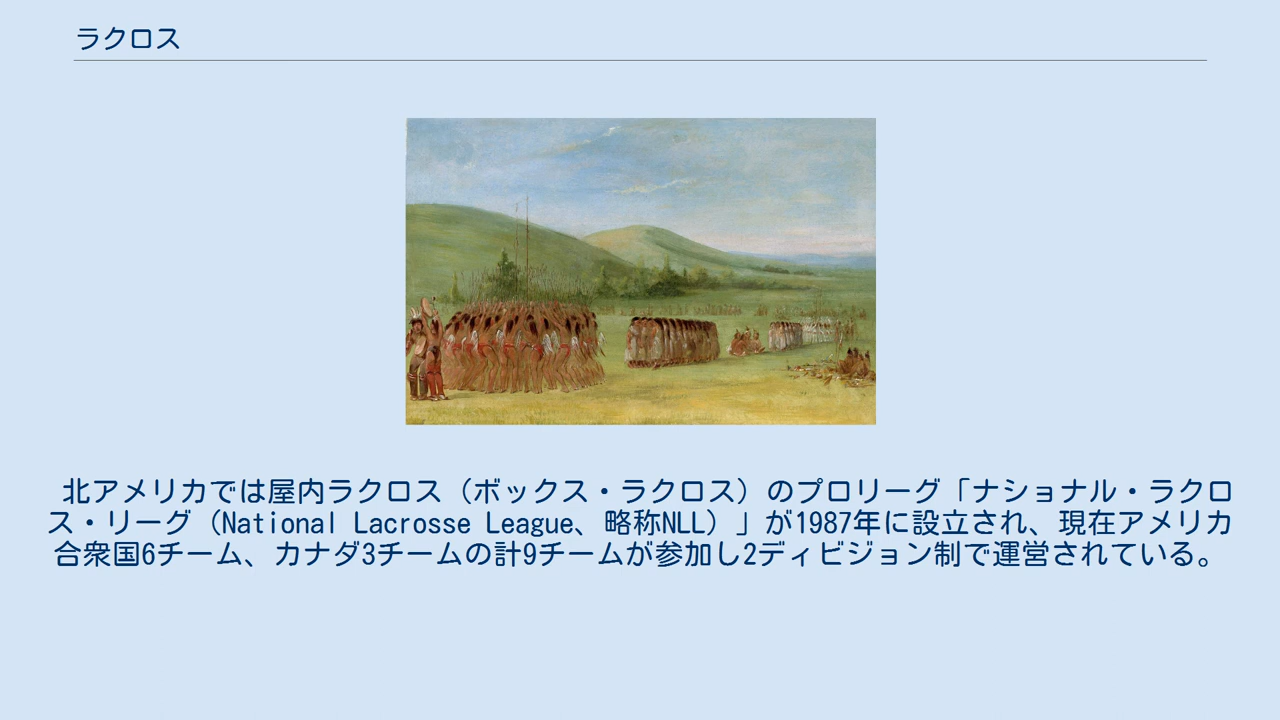 ラクロス
北アメリカでは屋内ラクロス（ボックス・ラクロス）のプロリーグ「ナショナル・ラクロ
ス・リーグ（National Lacrosse League、略称NLL）」が1987年に設立され、現在アメリカ
合衆国6チーム、カナダ3チームの計9チームが参加し2ディビジョン制で運営されている。